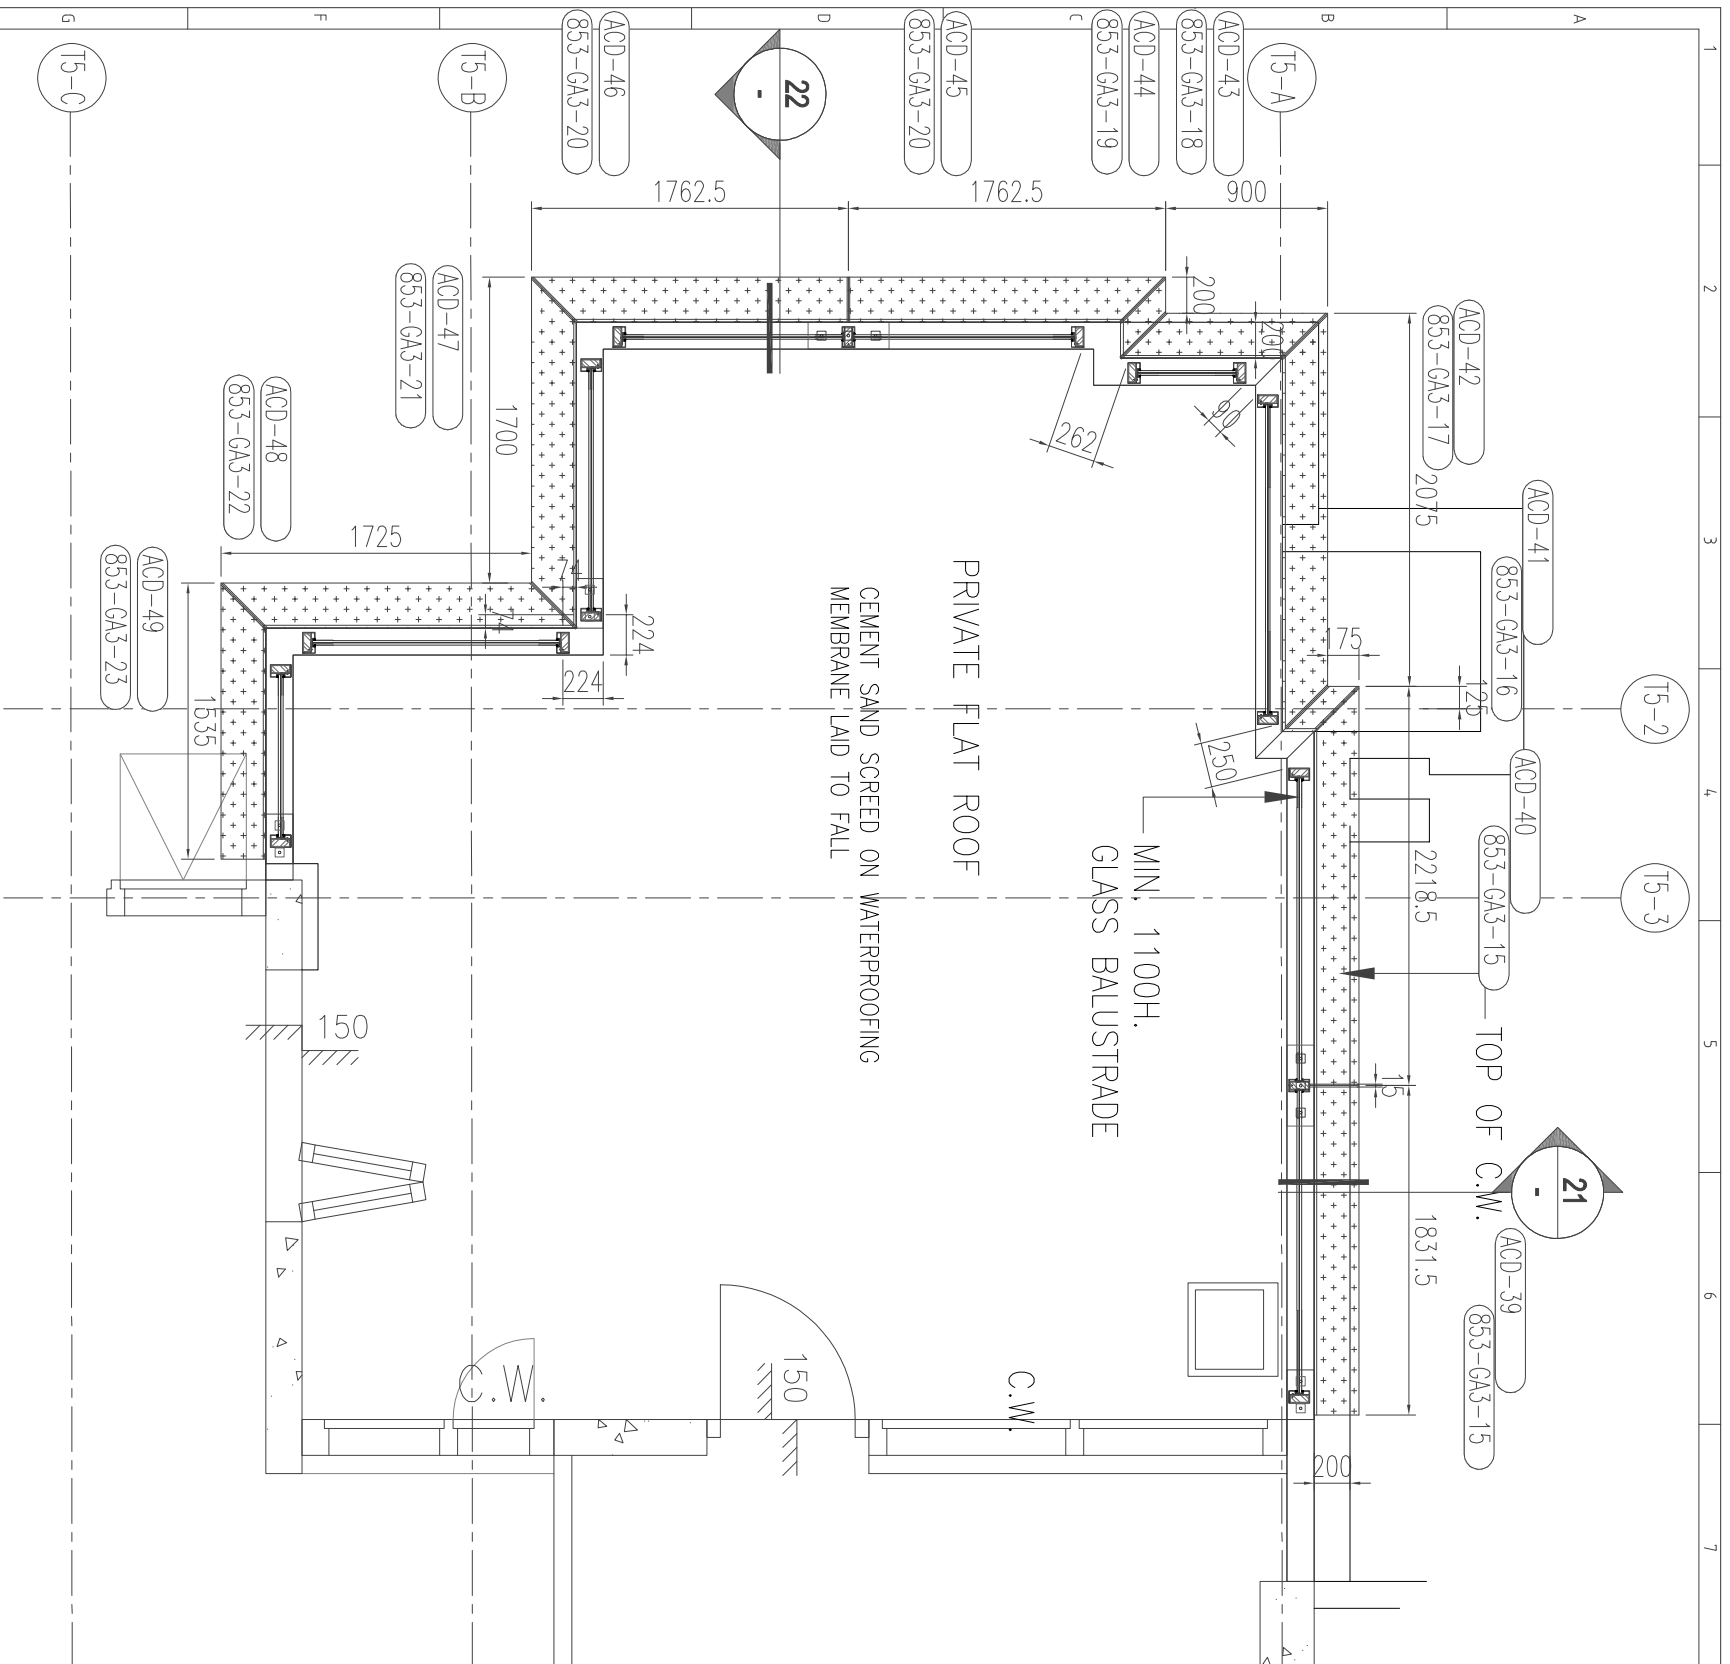 G
F
D
C
B
A
1
2
3
4
5
6
7
T5-C
T5-B
T5-A
T5-2
T5-3
ACD-46
853-GA3-20
22
-
ACD-45
853-GA3-20
ACD-44
853-GA3-19
ACD-43
853-GA3-18
1762.5
1762.5
900
ACD-42
853-GA3-17
ACD-41
853-GA3-16
ACD-40
853-GA3-15
ACD-39
853-GA3-15
ACD-47
853-GA3-21
ACD-48
853-GA3-22
ACD-49
853-GA3-23
200
200
90
262
2075
175
125
250
2218.5
15
1831.5
200
1700
1725
74
74
224
224
1535
PRIVATE FLAT ROOF
CEMENT SAND SCREED ON WATERPROOFING
MEMBRANE LAID TO FALL
MIN. 1100H.
GLASS BALUSTRADE
TOP OF C.W.
21
-
150
150
C.W.
C.W.